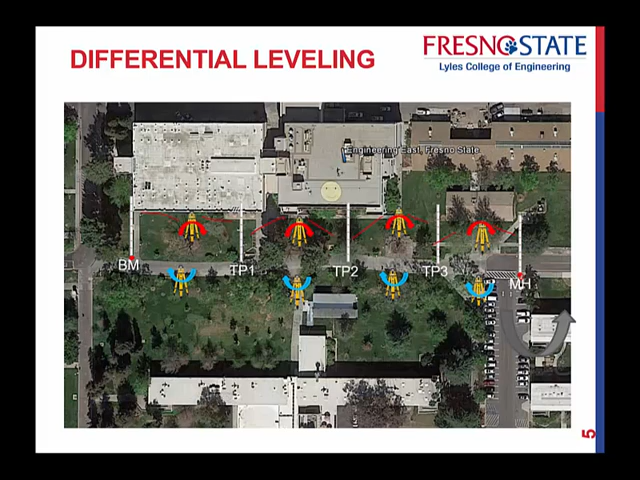 DIFFERENTIAL LEVELING
FRESNO STATE
Lyles College of Engineering
Engineering East, Fresno State
BM
TP1
TP2
TP3
MH
5